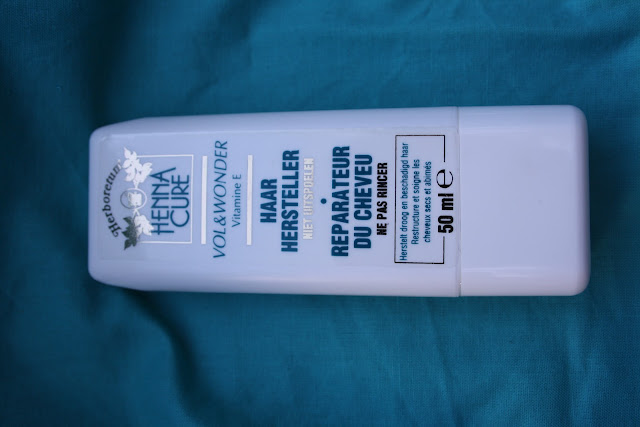 Herboretum
HENNA
CURE
VOL&WONDER
Vitamine E
HAAR
HERSTELLER
NIET UITSPOELEN
•
REPARATEUR
DU CHEVEU
NE PAS RINCER
Herstelt droog en beschadigd haar
Restructure et soigne les
cheveux secs et abîmés
50 ml ℮